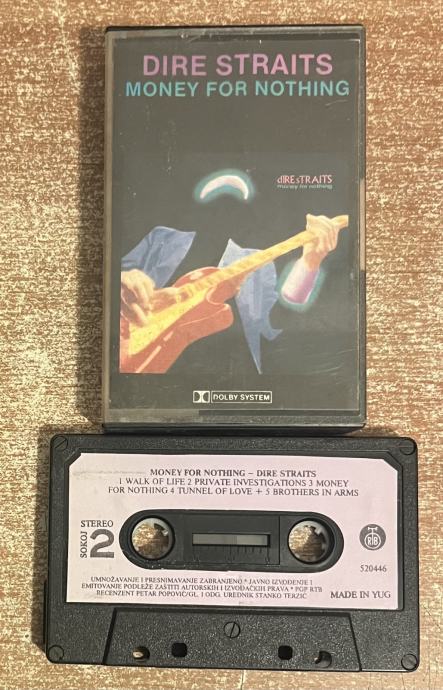 DIRE STRAITS
MONEY FOR NOTHING
dIRE sTRAITS
money for nothing
DOLBY SYSTEM
MONEY FOR NOTHING – DIRE STRAITS
1 WALK OF LIFE 2 PRIVATE INVESTIGATIONS 3 MONEY
FOR NOTHING 4 TUNNEL OF LOVE + 5 BROTHERS IN ARMS
STEREO
SOKOJ
2
RTB
520446
UMNOŽAVANJE I PRESNIMAVANJE ZABRANJENO * JAVNO IZVOĐENJE I
EMITOVANJE PODLEŽE ZAŠTITI AUTORSKIH I IZVOĐAČKIH PRAVA * PGP RTB
RECENZENT PETAR POPOVIĆ/GL. I ODG. UREDNIK STANKO TERZIĆ
MADE IN YUG